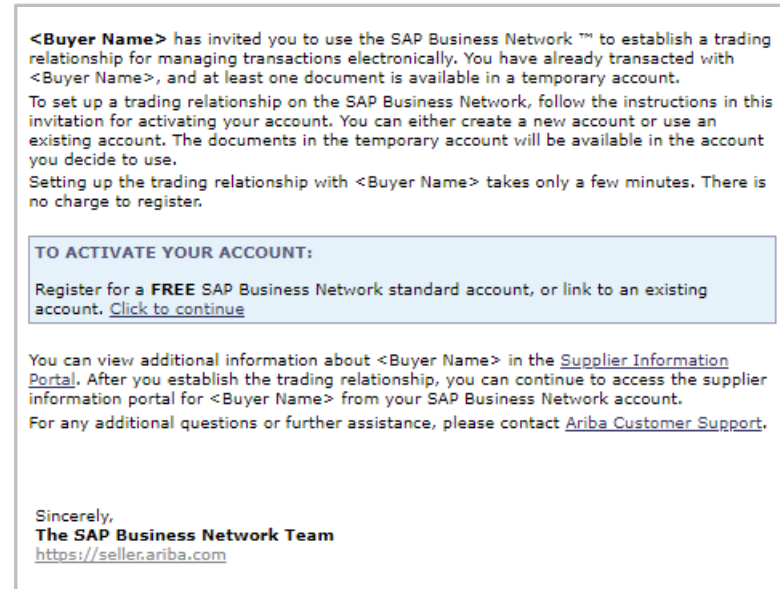 <Buyer Name> has invited you to use the SAP Business Network ™ to establish a trading
relationship for managing transactions electronically. You have already transacted with
<Buyer Name>, and at least one document is available in a temporary account.
To set up a trading relationship on the SAP Business Network, follow the instructions in this
invitation for activating your account. You can either create a new account or use an
existing account. The documents in the temporary account will be available in the account
you decide to use.
Setting up the trading relationship with <Buyer Name> takes only a few minutes. There is
no charge to register.
TO ACTIVATE YOUR ACCOUNT:
Register for a FREE SAP Business Network standard account, or link to an existing
account. Click to continue
You can view additional information about <Buyer Name> in the Supplier Information
Portal. After you establish the trading relationship, you can continue to access the supplier
information portal for <Buyer Name> from your SAP Business Network account.
For any additional questions or further assistance, please contact Ariba Customer Support.
Sincerely,
The SAP Business Network Team
https://seller.ariba.com